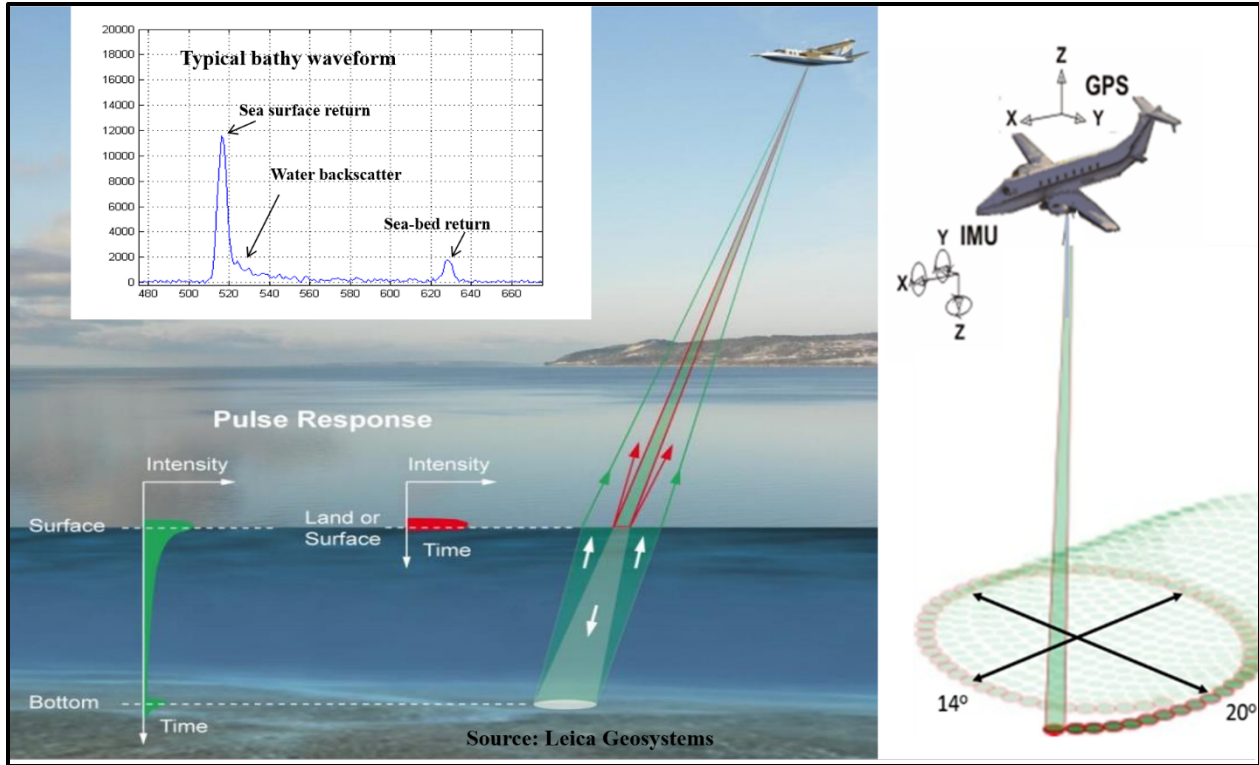 20000
18000
16000
14000
12000
10000
8000
6000
4000
2000
0
480 500 520 540 560 580 600 620 640 660
Typical bathy waveform
Sea surface return
Water backscatter
Sea-bed return
Pulse Response
Intensity
Surface
Bottom
Time
Intensity
Land or
Surface
Time
Source: Leica Geosystems
Z
GPS
X
Y
IMU
Y
X
Z
14º
20º